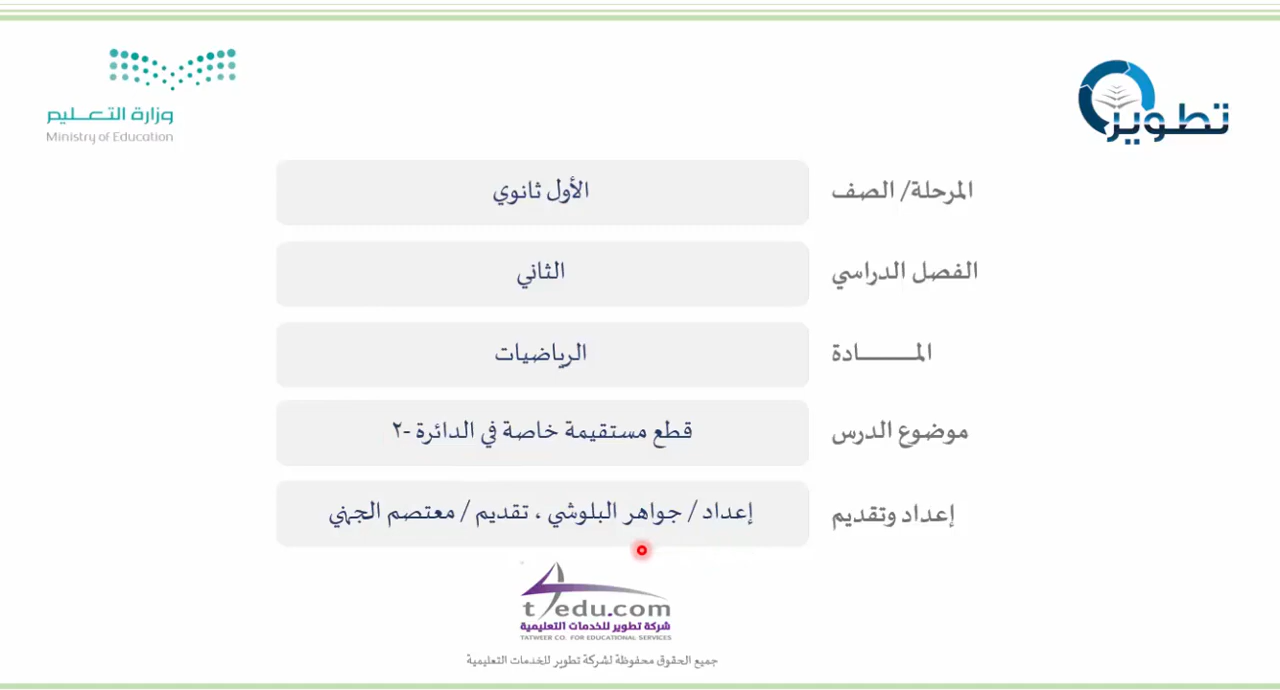 وزارة التعليم
Ministry of Education
تطوير
المرحلة/ الصف
الأول ثانوي
الفصل الدراسي
الثاني
المـــــــادة
الرياضيات
موضوع الدرس
قطع مستقيمة خاصة في الدائرة -٢
إعداد وتقديم
إعداد / جواهر البلوشي ، تقديم / معتصم الجهني
t4edu.com
شركة تطوير للخدمات التعليمية
TATWEER CO. FOR EDUCATIONAL SERVICES
جميع الحقوق محفوظة لشركة تطوير للخدمات التعليمية